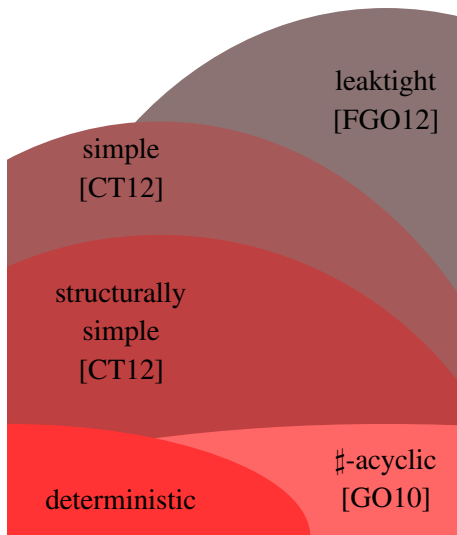 leaktight
[FGO12]
simple
[CT12]
structurally
simple
[CT12]
♯-acyclic
[GO10]
deterministic